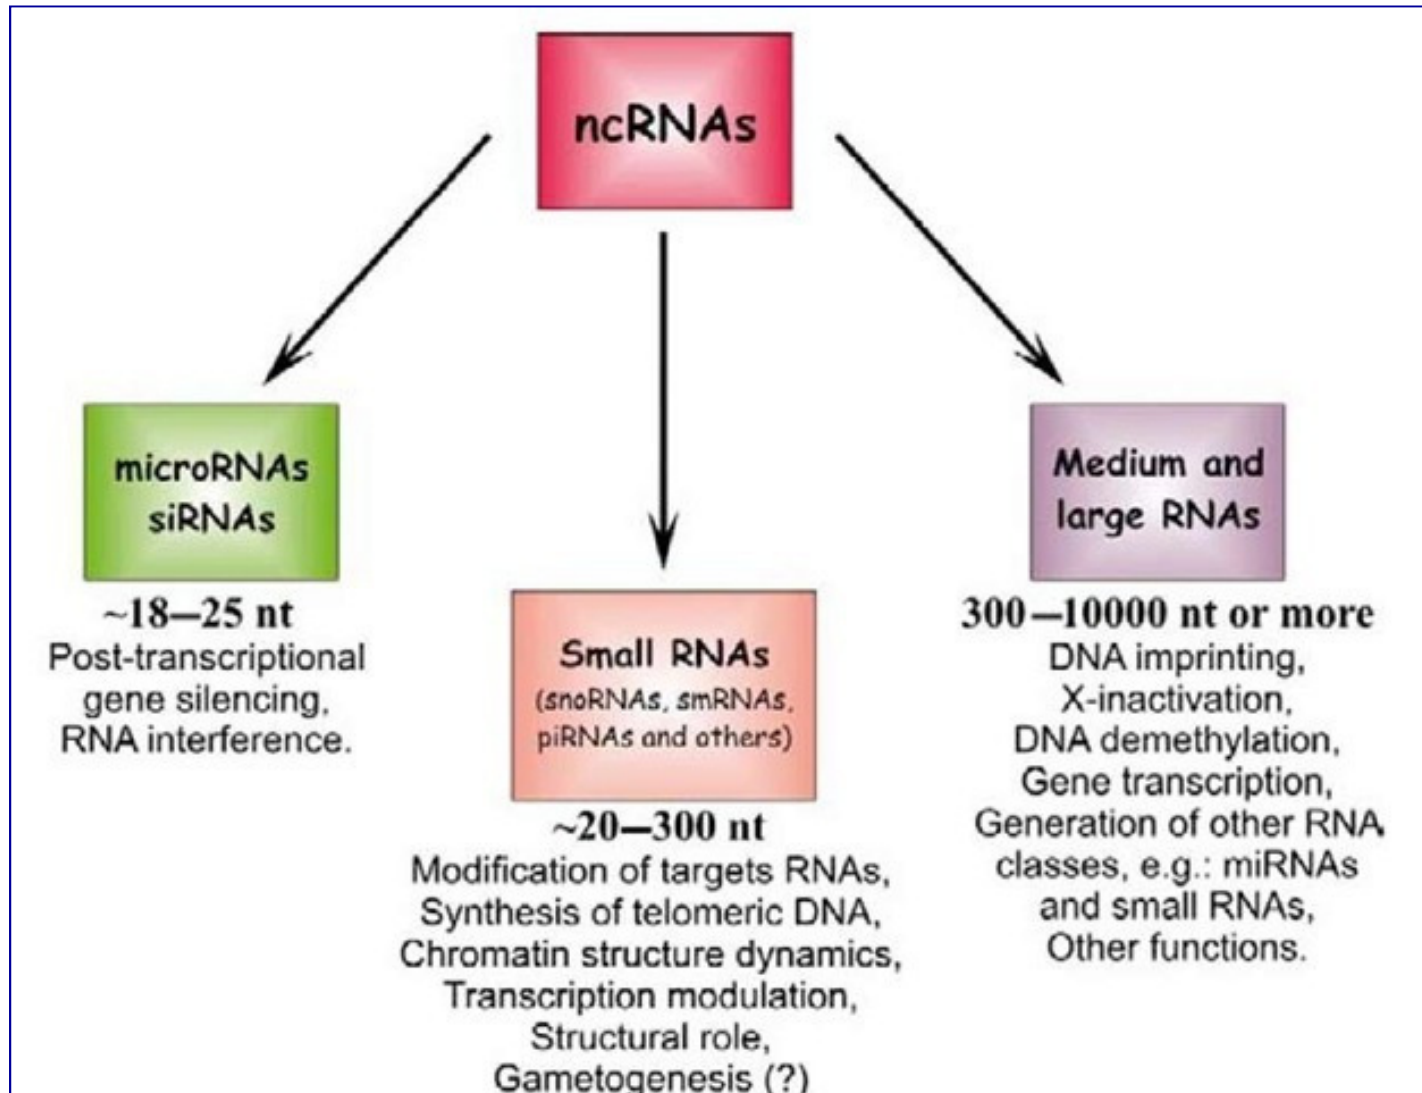 ncRNAs
microRNAs
siRNAs
~18–25 nt
Post-transcriptional
gene silencing,
RNA interference.
Small RNAs
(snoRNAs, smRNAs,
piRNAs and others)
~20–300 nt
Modification of targets RNAs,
Synthesis of telomeric DNA,
Chromatin structure dynamics,
Transcription modulation,
Structural role,
Gametogenesis (?)
Medium and
large RNAs
300–10000 nt or more
DNA imprinting,
X-inactivation,
DNA demethylation,
Gene transcription,
Generation of other RNA
classes, e.g.: miRNAs
and small RNAs,
Other functions.